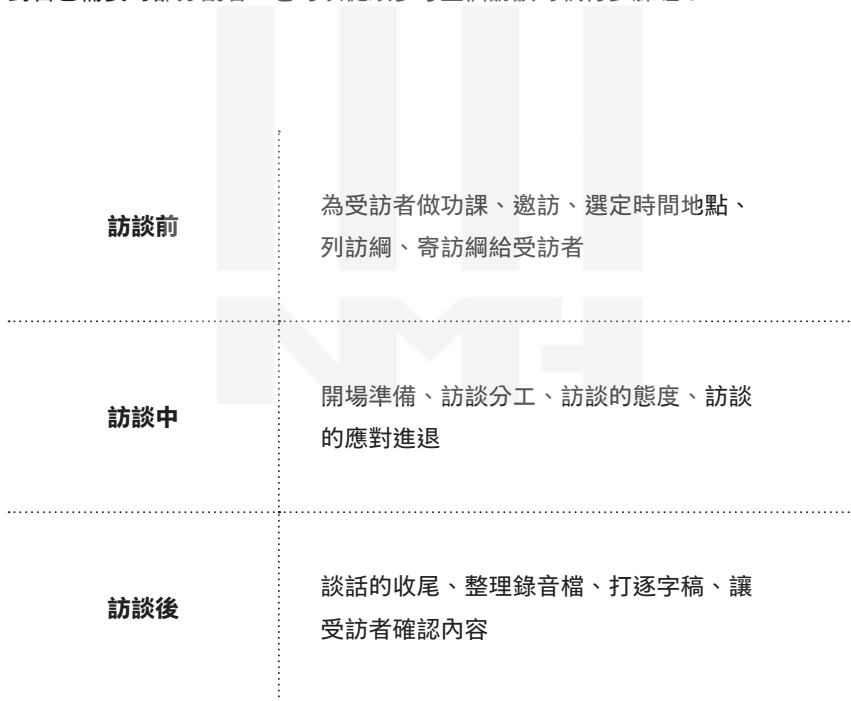 訪談前
為受訪者做功課、邀訪、選定時間地點、
列訪綱、寄訪綱給受訪者
訪談中
開場準備、訪談分工、訪談的態度、訪談
的應對進退
訪談後
談話的收尾、整理錄音檔、打逐字稿、讓
受訪者確認內容